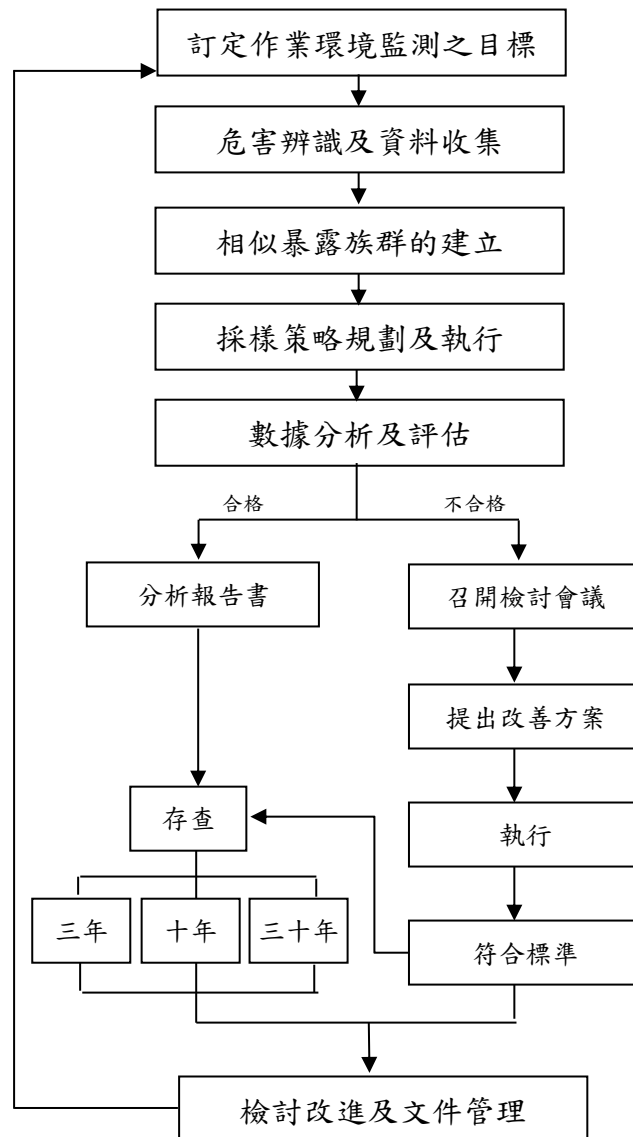 訂定作業環境監測之目標
危害辨識及資料收集
相似暴露族群的建立
採樣策略規劃及執行
數據分析及評估
合格
不合格
分析報告書
召開檢討會議
提出改善方案
存查
執行
三年
十年
三十年
符合標準
檢討改進及文件管理